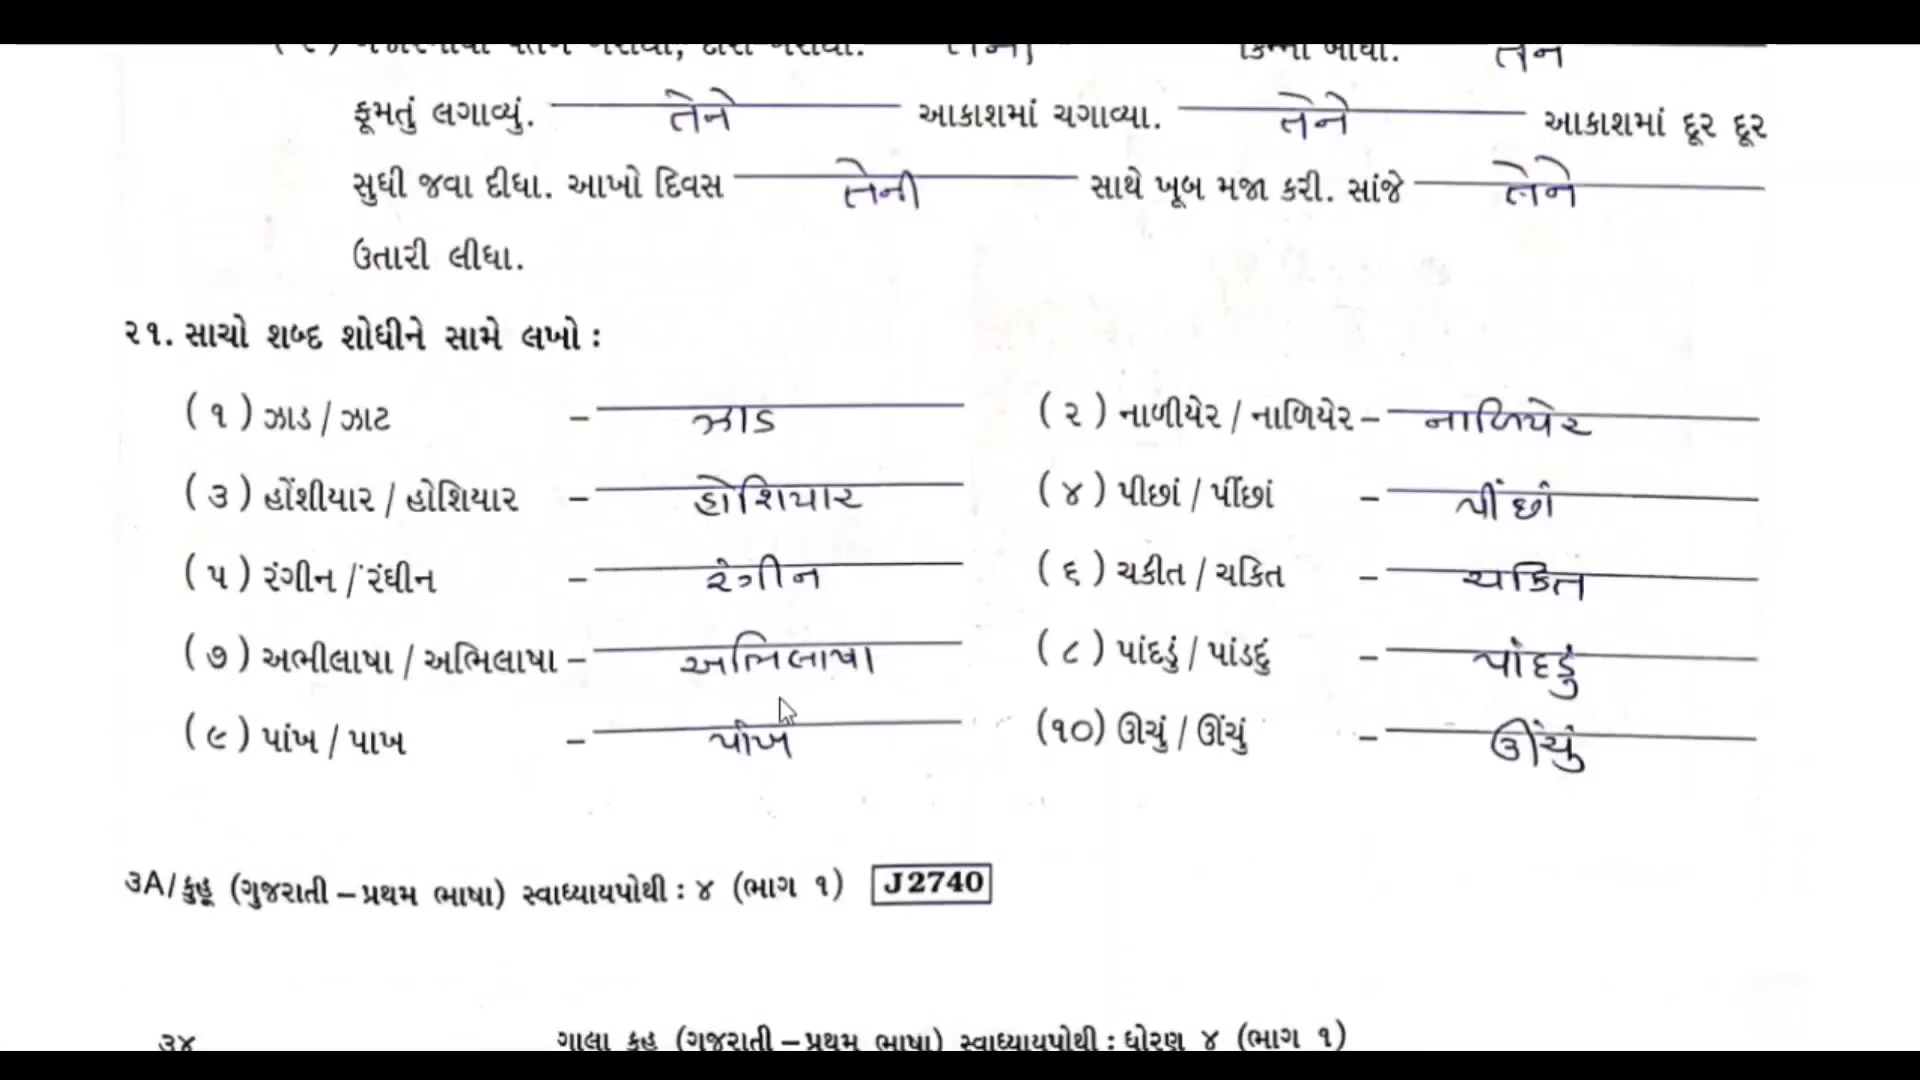 ફૂમતું લગાવ્યું. તેને આકાશમાં ચગાવ્યા. તેને આકાશમાં દૂર દૂર
સુધી જવા દીધા. આખો દિવસ તેની સાથે ખૂબ મજા કરી. સાંજે તેને
ઉતારી લીધા.
૨૧. સાચો શબ્દ શોધીને સામે લખો :
(૧) ઝાડ / ઝાટ – ઝાડ (૨) નાળીયેર / નાળિયેર – નાળિયેર
(૩) હોંશીયાર / હોશિયાર – હોશિયાર (૪) પીછાં / પીંછાં – પીંછાં
(૫) રંગીન / રંઘીન – રંગીન (૬) ચકીત / ચકિત – ચકિત
(૭) અભીલાષા / અભિલાષા – અભિલાષા (૮) પાંદડું / પાંડદું – પાંદડું
(૯) પાંખ / પાખ – પાંખ (૧૦) ઊચું / ઊંચું – ઊંચું
૩A/કુહૂ (ગુજરાતી – પ્રથમ ભાષા) સ્વાધ્યાયપોથી : ૪ (ભાગ ૧) J2740
૩૪ ગાલા કુહૂ (ગુજરાતી – પ્રથમ ભાષા) સ્વાધ્યાયપોથી : ધોરણ ૪ (ભાગ ૧)